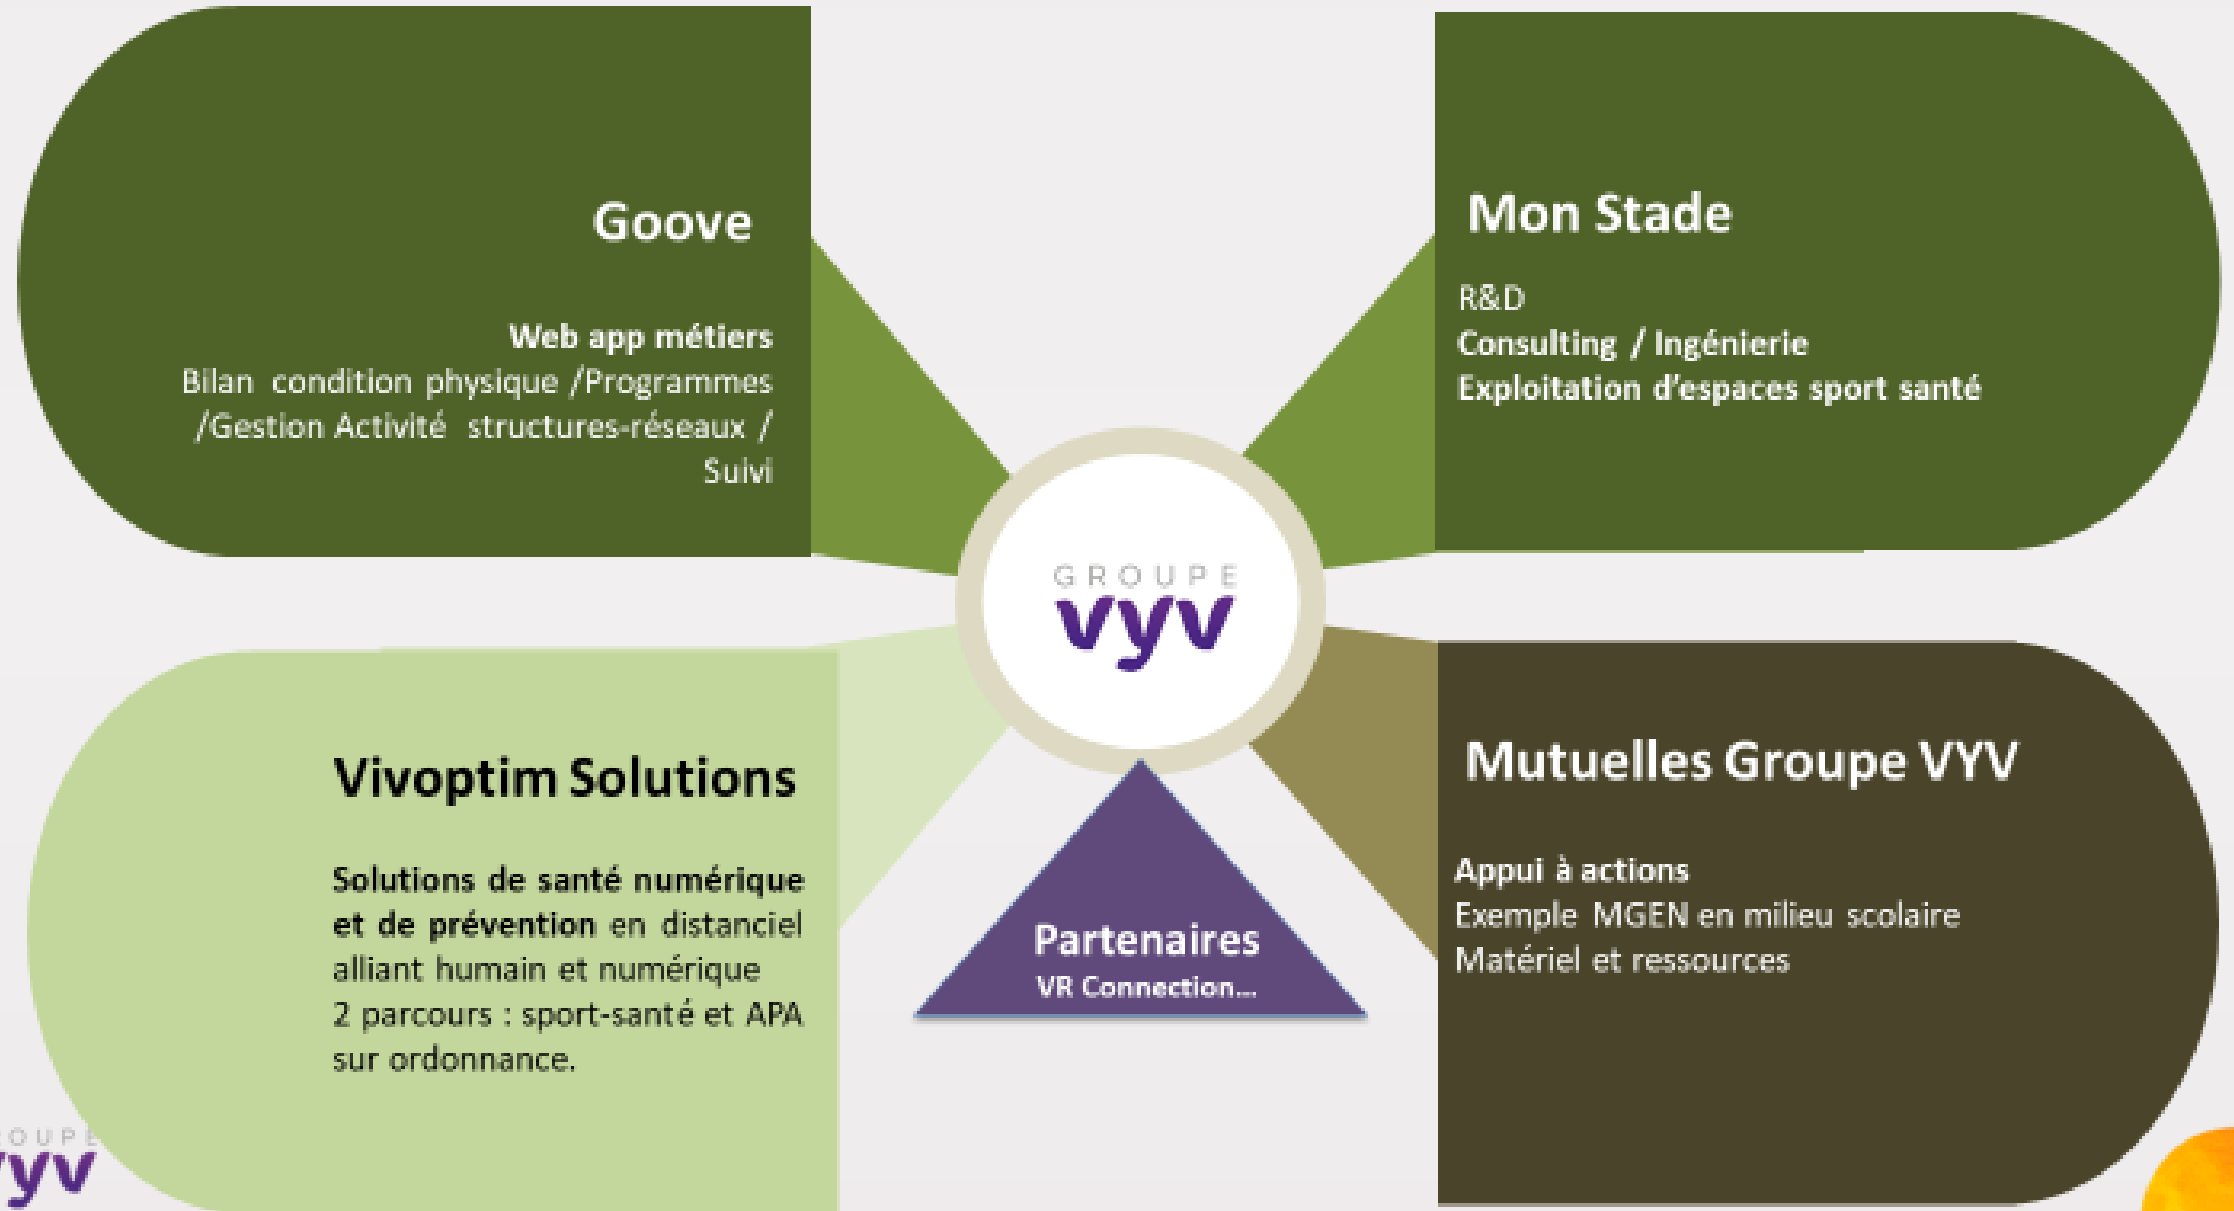 Goove
Web app métiers
Bilan condition physique /Programmes
/Gestion Activité structures-réseaux /
Suivi
Mon Stade
R&D
Consulting / Ingénierie
Exploitation d'espaces sport santé
GROUPE
vyv
Vivoptim Solutions
Solutions de santé numérique
et de prévention en distanciel
alliant humain et numérique
2 parcours : sport-santé et APA
sur ordonnance.
Partenaires
VR Connection...
Mutuelles Groupe VYV
Appui à actions
Exemple MGEN en milieu scolaire
Matériel et ressources
OUPE
vyv